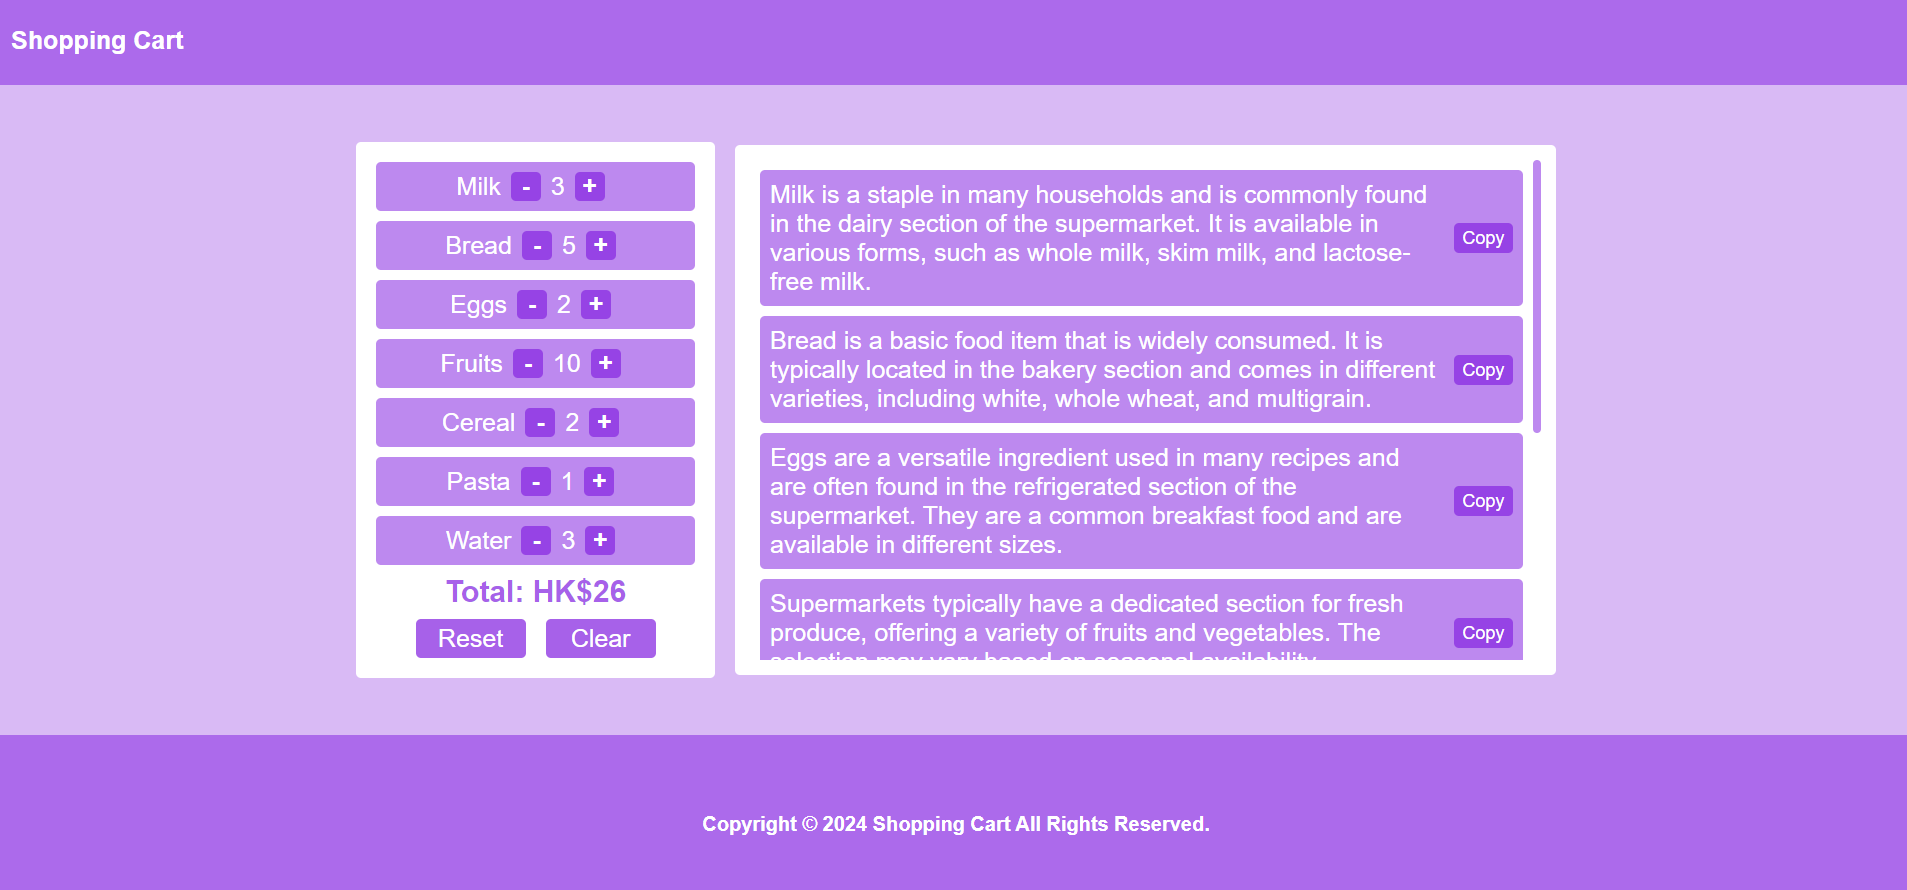 Shopping Cart
Milk - 3 +
Bread - 5 +
Eggs - 2 +
Fruits - 10 +
Cereal - 2 +
Pasta - 1 +
Water - 3 +
Total: HK$26
Reset Clear
Milk is a staple in many households and is commonly found
in the dairy section of the supermarket. It is available in
various forms, such as whole milk, skim milk, and lactose-
free milk.
Copy
Bread is a basic food item that is widely consumed. It is
typically located in the bakery section and comes in different
varieties, including white, whole wheat, and multigrain.
Copy
Eggs are a versatile ingredient used in many recipes and
are often found in the refrigerated section of the
supermarket. They are a common breakfast food and are
available in different sizes.
Copy
Supermarkets typically have a dedicated section for fresh
produce, offering a variety of fruits and vegetables. The
selection may vary based on seasonal availability.
Copy
Copyright © 2024 Shopping Cart All Rights Reserved.